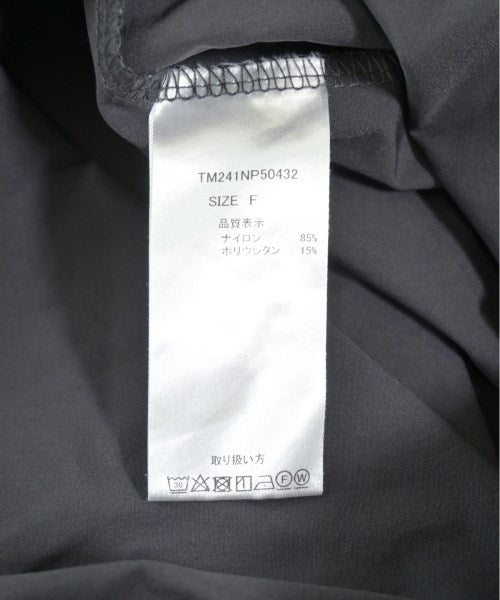 TM241NP50432
SIZE F
品質表示
ナイロン 85%
ポリウレタン 15%
取り扱い方
30 F W